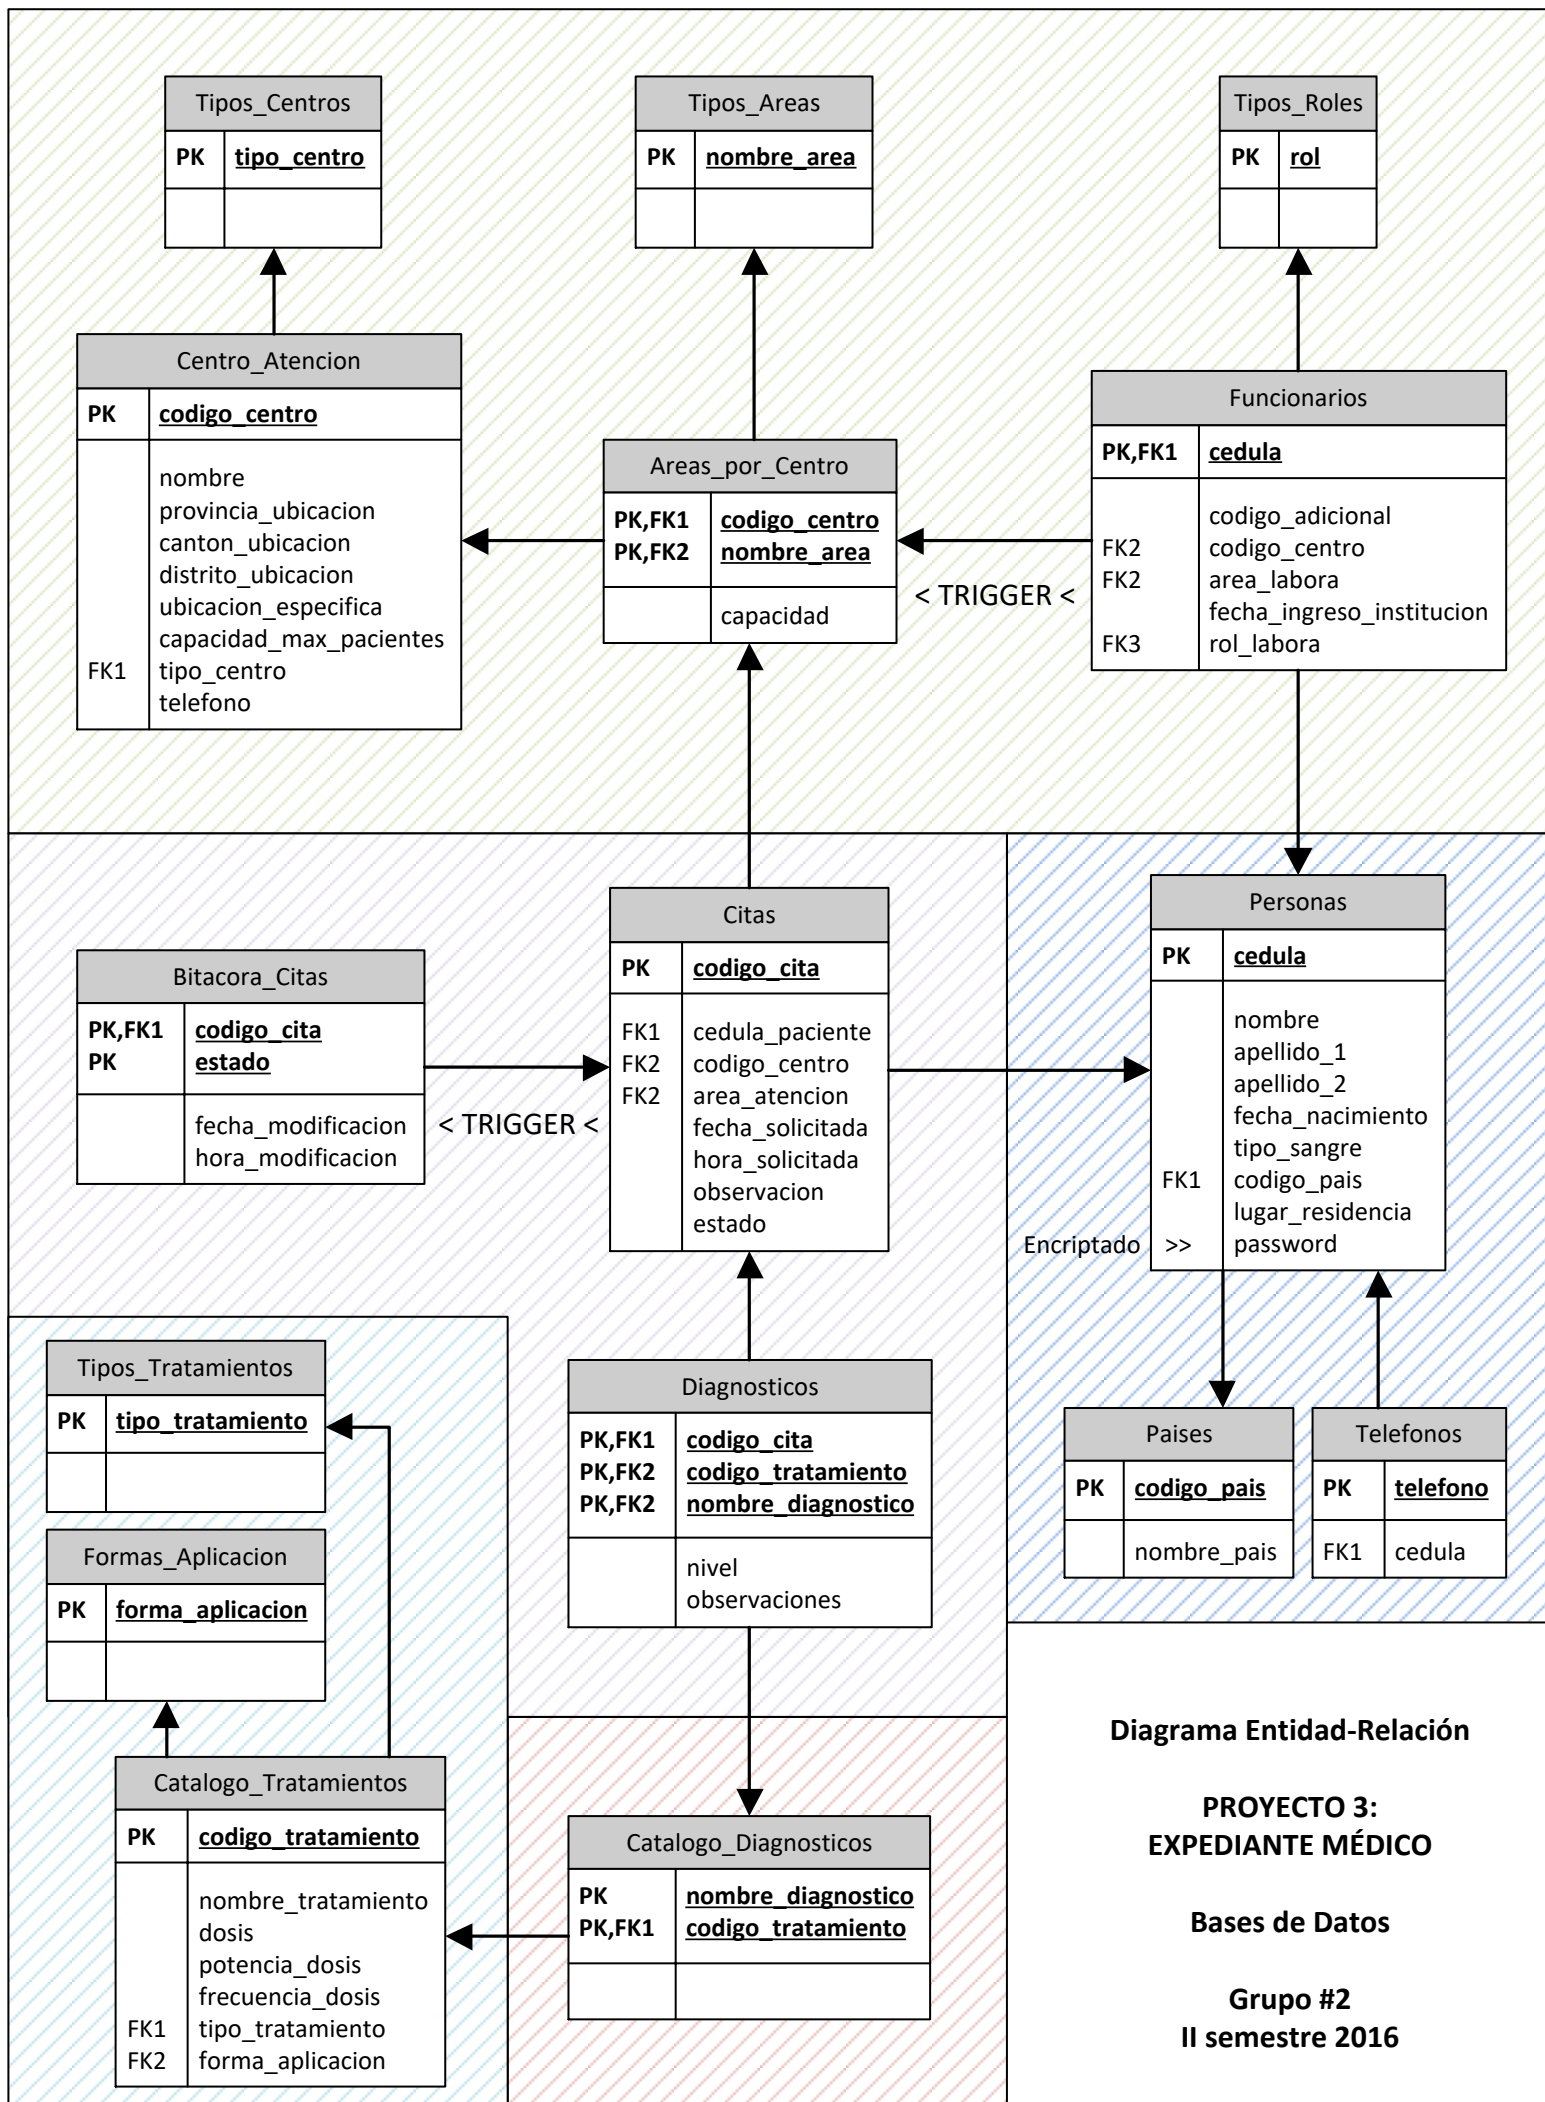 Tipos_Centros
PK tipo_centro
Tipos_Areas
PK nombre_area
Tipos_Roles
PK rol
Centro_Atencion
PK codigo_centro
nombre
provincia_ubicacion
canton_ubicacion
distrito_ubicacion
ubicacion_especifica
capacidad_max_pacientes
FK1 tipo_centro
telefono
Areas_por_Centro
PK,FK1 codigo_centro
PK,FK2 nombre_area
capacidad
< TRIGGER <
Funcionarios
PK,FK1 cedula
codigo_adicional
FK2 codigo_centro
FK2 area_labora
fecha_ingreso_institucion
FK3 rol_labora
Bitacora_Citas
PK,FK1 codigo_cita
PK estado
fecha_modificacion
hora_modificacion
< TRIGGER <
Citas
PK codigo_cita
FK1 cedula_paciente
FK2 codigo_centro
FK2 area_atencion
fecha_solicitada
hora_solicitada
observacion
estado
Personas
PK cedula
nombre
apellido_1
apellido_2
fecha_nacimiento
tipo_sangre
FK1 codigo_pais
lugar_residencia
Encriptado >> password
Tipos_Tratamientos
PK tipo_tratamiento
Formas_Aplicacion
PK forma_aplicacion
Diagnosticos
PK,FK1 codigo_cita
PK,FK2 codigo_tratamiento
PK,FK2 nombre_diagnostico
nivel
observaciones
Paises
PK codigo_pais
nombre_pais
Telefonos
PK telefono
FK1 cedula
Catalogo_Tratamientos
PK codigo_tratamiento
nombre_tratamiento
dosis
potencia_dosis
frecuencia_dosis
FK1 tipo_tratamiento
FK2 forma_aplicacion
Catalogo_Diagnosticos
PK nombre_diagnostico
PK,FK1 codigo_tratamiento
Diagrama Entidad-Relación
PROYECTO 3:
EXPEDIANTE MÉDICO
Bases de Datos
Grupo #2
II semestre 2016